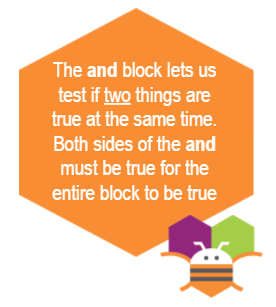 The and block lets us
test if two things are
true at the same time.
Both sides of the and
must be true for the
entire block to be true